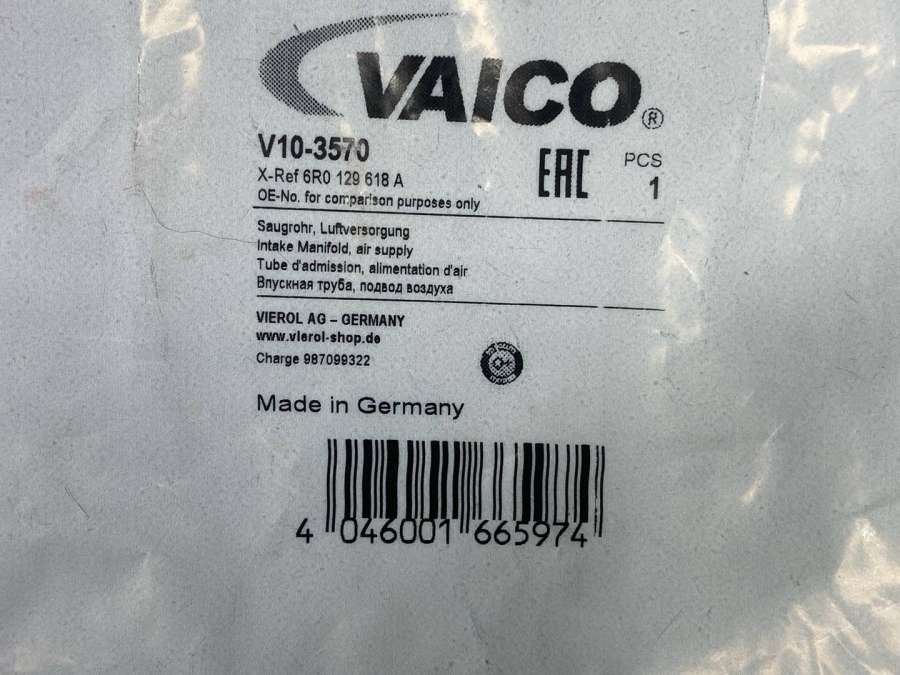 VAICO®
V10-3570
X-Ref 6R0 129 618 A
OE-No. for comparison purposes only
EAC
PCS
1
Saugrohr, Luftversorgung
Intake Manifold, air supply
Tube d'admission, alimentation d'air
Впускная труба, подвод воздуха
VIEROL AG – GERMANY
www.vierol-shop.de
Charge 987099322
Made in Germany
4 046001 665974